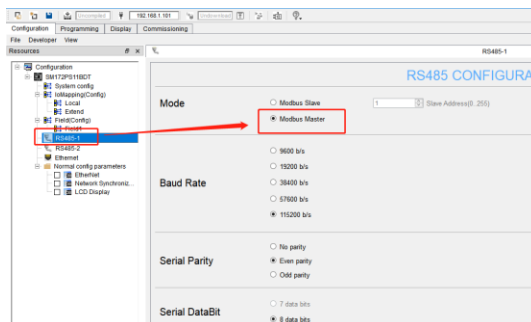 Uncompiled
192.168.1.101
Undownload
Configuration Programming Display Commissioning
File Developer View
Resources
RS485-1
Configuration
SM172PS11BDT
System config
IoMapping(Config)
Local
Extend
Field(Config)
Field1
RS485-1
RS485-2
Ethernet
Normal config parameters
EtherNet
Network Synchroniz...
LCD Display
RS485 CONFIGURA
Mode
Modbus Slave
1
Slave Address(0..255)
Modbus Master
Baud Rate
9600 b/s
19200 b/s
38400 b/s
57600 b/s
115200 b/s
Serial Parity
No parity
Even parity
Odd parity
Serial DataBit
7 data bits
8 data bits